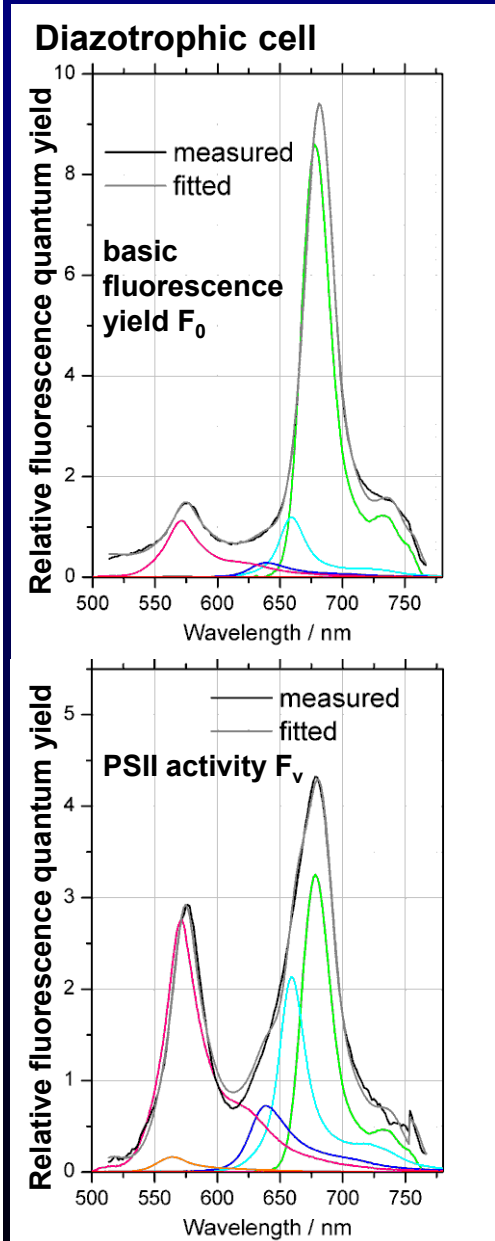 Diazotrophic cell
Relative fluorescence quantum yield
10
8
6
4
2
0
measured
fitted
basic
fluorescence
yield F₀
500 550 600 650 700 750
Wavelength / nm
Relative fluorescence quantum yield
5
4
3
2
1
0
measured
fitted
PSII activity Fᵥ
500 550 600 650 700 750
Wavelength / nm